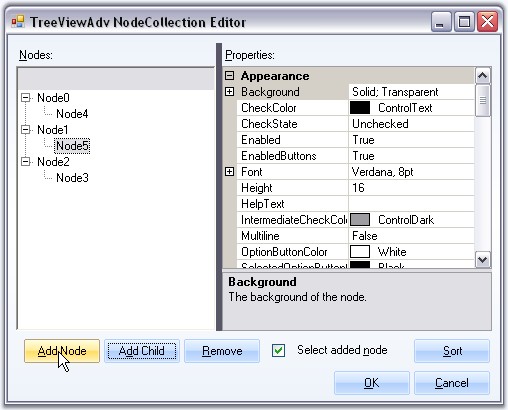 TreeViewAdv NodeCollection Editor
Nodes:
Node0
Node4
Node1
Node5
Node2
Node3
Properties:
Appearance
Background Solid; Transparent
CheckColor ControlText
CheckState Unchecked
Enabled True
EnabledButtons True
Font Verdana, 8pt
Height 16
HelpText
IntermediateCheckColo ControlDark
Multiline False
OptionButtonColor White
SelectedOptionButton Black
Background
The background of the node.
Add Node Add Child Remove Select added node Sort
OK Cancel